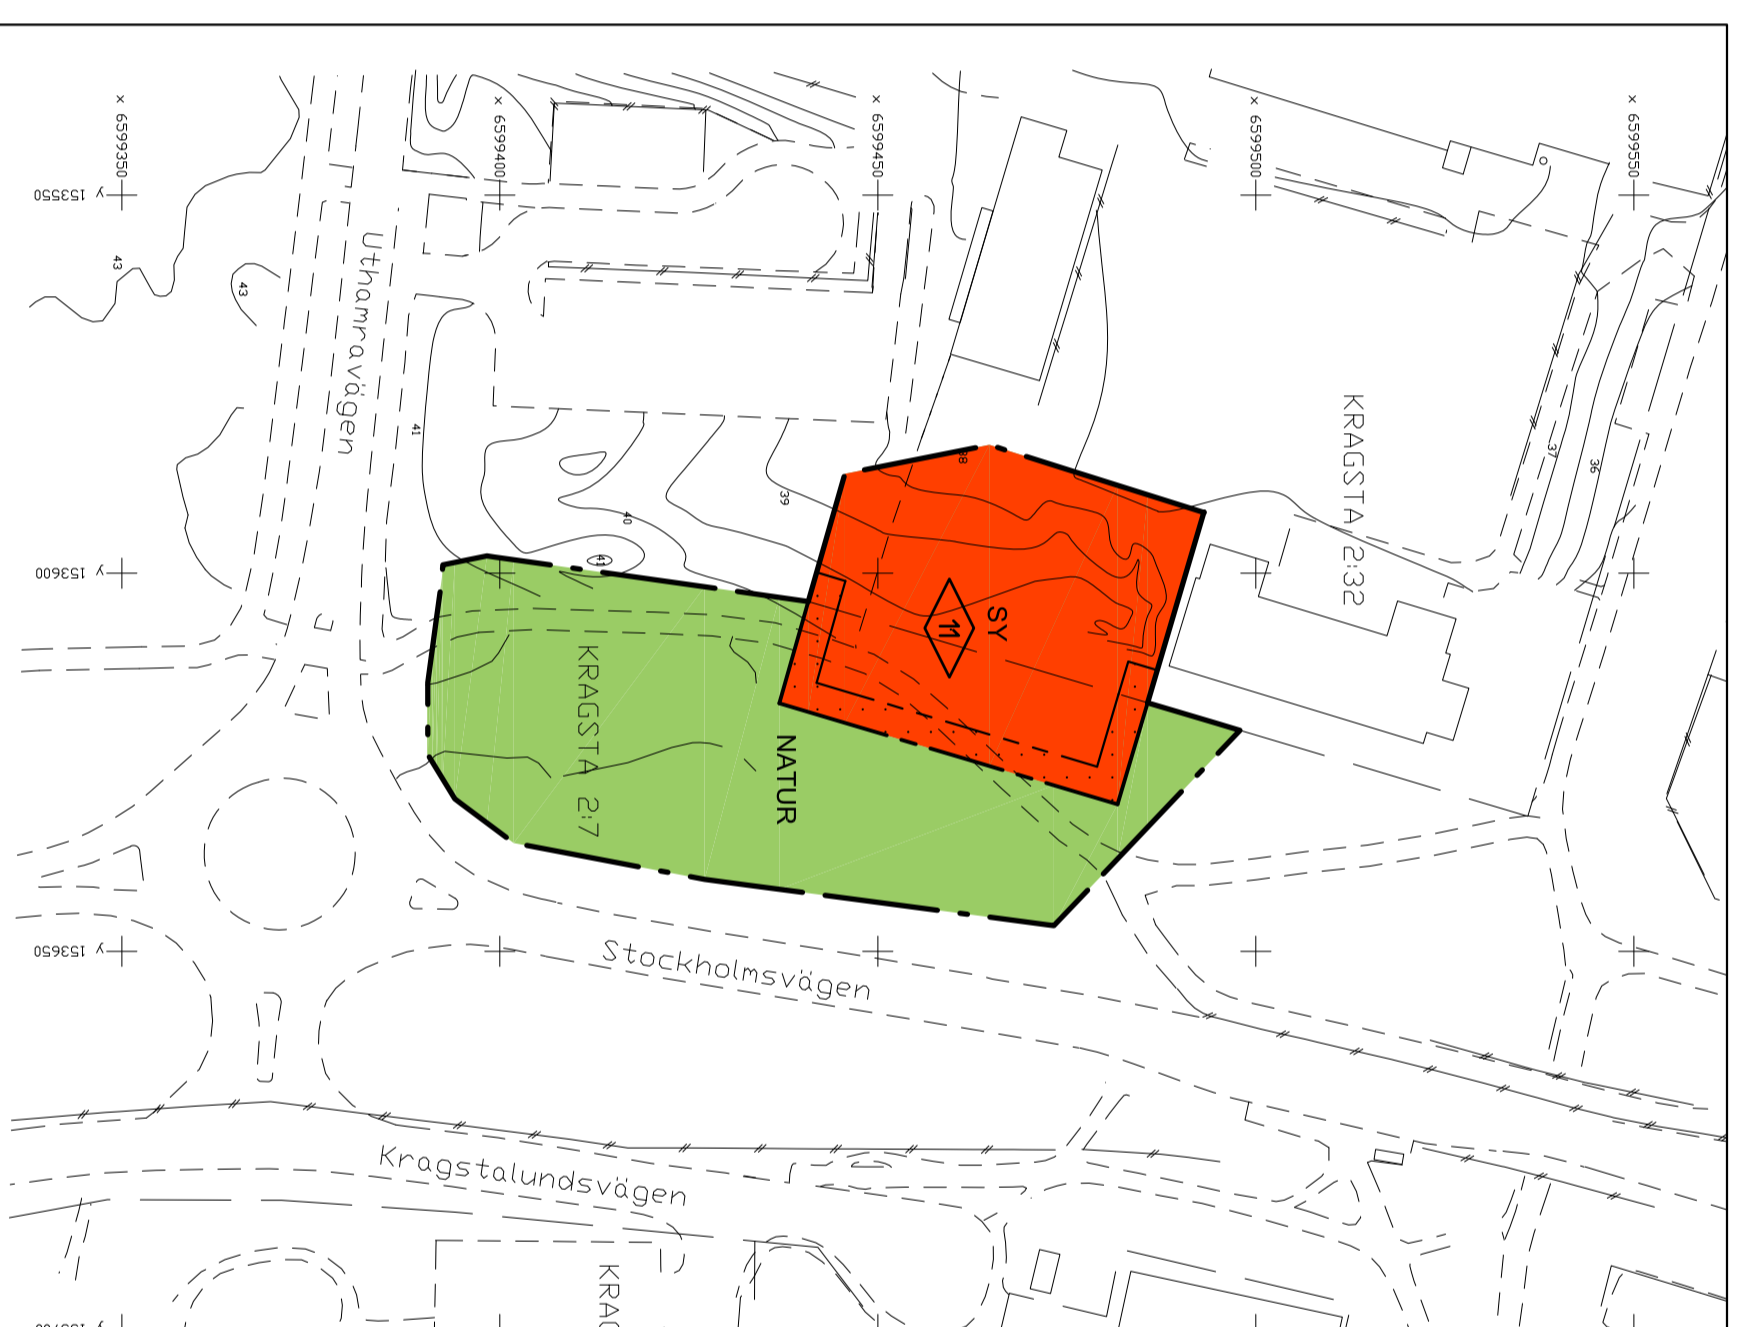 x 6599350
x 6599400
x 6599450
x 6599500
x 6599550
y 153550
43
43
Uthamravägen
41
40
41
39
38
37
36
KRAGSTA 2:32
y 153600
SY
11
KRAGSTA 2:7
NATUR
y 153650
Stockholmsvägen
Kragstalundsvägen